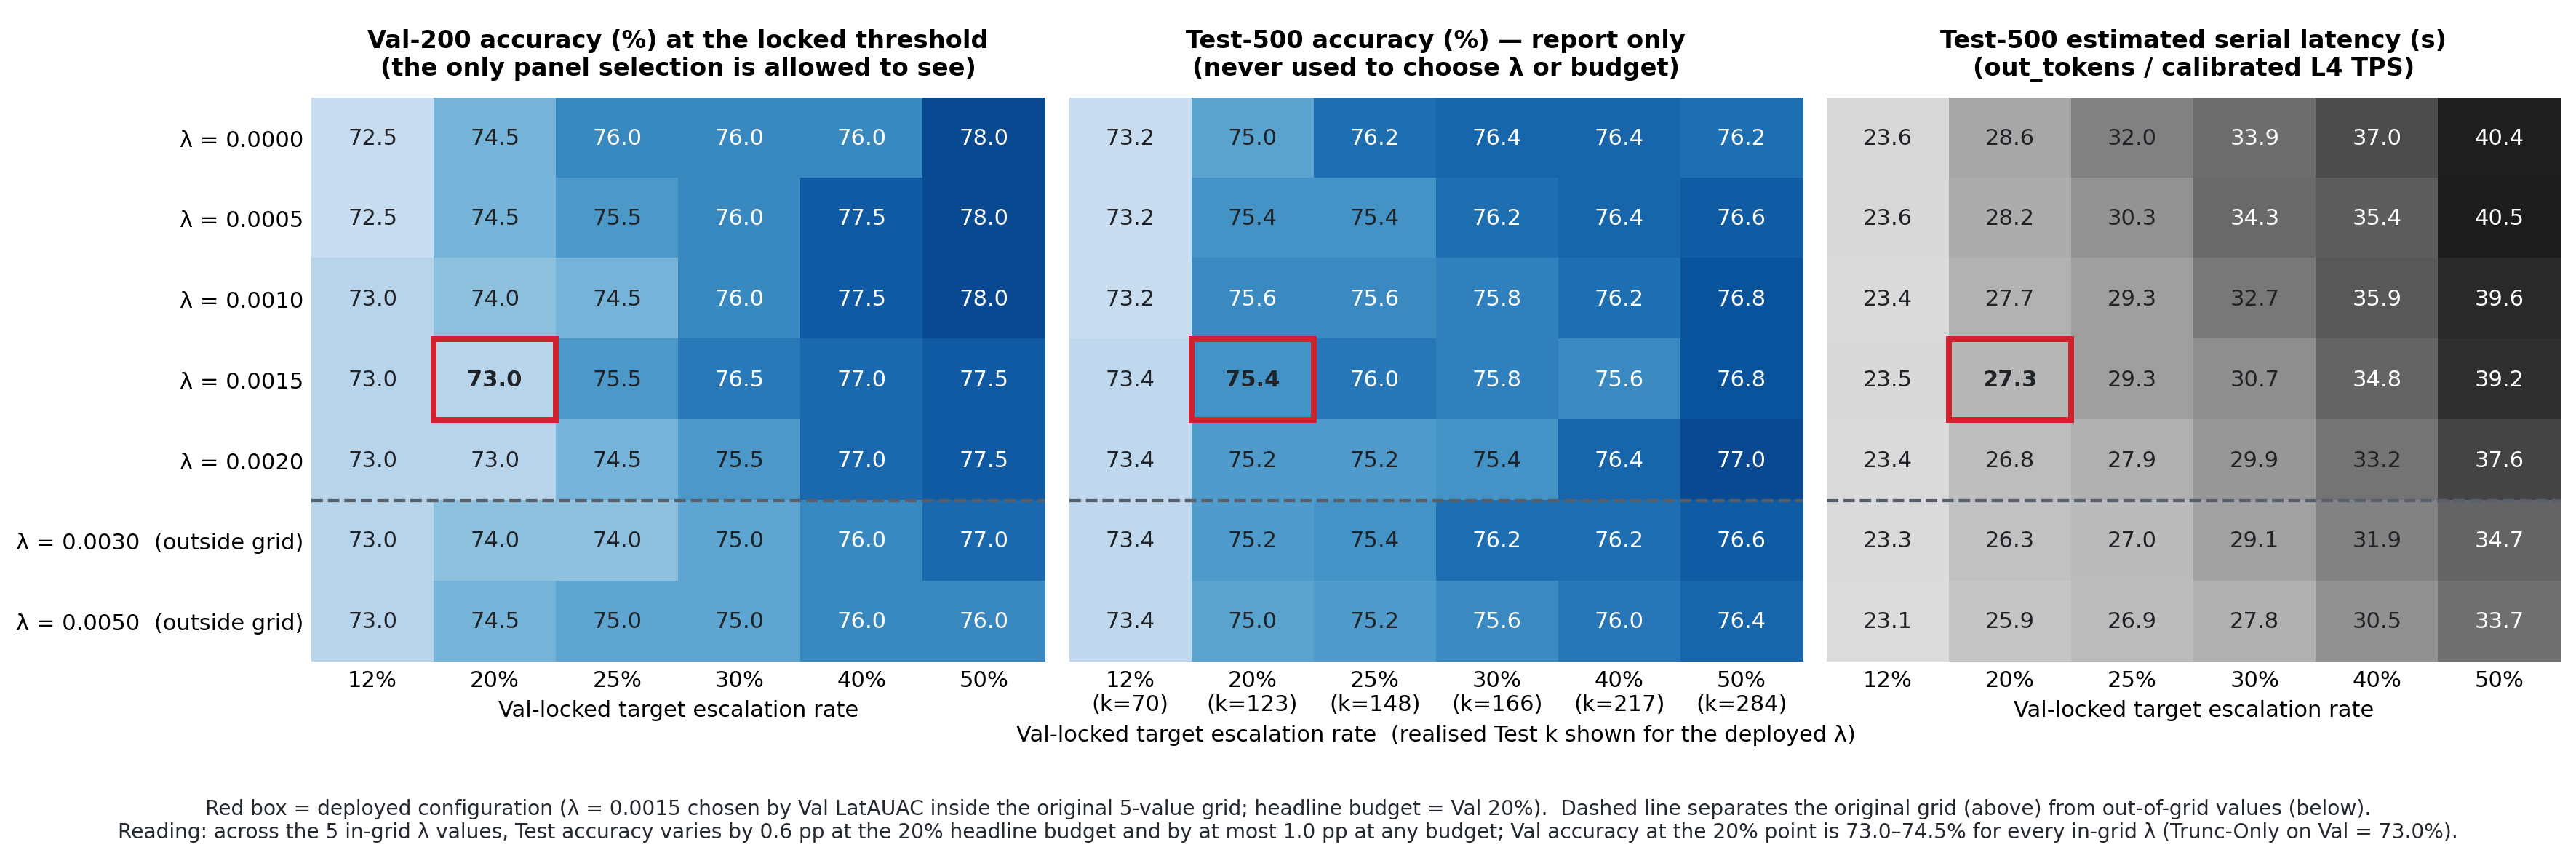 Val-200 accuracy (%) at the locked threshold
(the only panel selection is allowed to see)
Test-500 accuracy (%) — report only
(never used to choose λ or budget)
Test-500 estimated serial latency (s)
(out_tokens / calibrated L4 TPS)
λ = 0.0000 72.5 74.5 76.0 76.0 76.0 78.0 73.2 75.0 76.2 76.4 76.4 76.2 23.6 28.6 32.0 33.9 37.0 40.4
λ = 0.0005 72.5 74.5 75.5 76.0 77.5 78.0 73.2 75.4 75.4 76.2 76.4 76.6 23.6 28.2 30.3 34.3 35.4 40.5
λ = 0.0010 73.0 74.0 74.5 76.0 77.5 78.0 73.2 75.6 75.6 75.8 76.2 76.8 23.4 27.7 29.3 32.7 35.9 39.6
λ = 0.0015 73.0 73.0 75.5 76.5 77.0 77.5 73.4 75.4 76.0 75.8 75.6 76.8 23.5 27.3 29.3 30.7 34.8 39.2
λ = 0.0020 73.0 73.0 74.5 75.5 77.0 77.5 73.4 75.2 75.2 75.4 76.4 77.0 23.4 26.8 27.9 29.9 33.2 37.6
λ = 0.0030 (outside grid) 73.0 74.0 74.0 75.0 76.0 77.0 73.4 75.2 75.4 76.2 76.2 76.6 23.3 26.3 27.0 29.1 31.9 34.7
λ = 0.0050 (outside grid) 73.0 74.5 75.0 75.0 76.0 76.0 73.4 75.0 75.2 75.6 76.0 76.4 23.1 25.9 26.9 27.8 30.5 33.7
12% 20% 25% 30% 40% 50% 12% 20% 25% 30% 40% 50% 12% 20% 25% 30% 40% 50%
(k=70) (k=123) (k=148) (k=166) (k=217) (k=284)
Val-locked target escalation rate
Val-locked target escalation rate (realised Test k shown for the deployed λ)
Val-locked target escalation rate
Red box = deployed configuration (λ = 0.0015 chosen by Val LatAUAC inside the original 5-value grid; headline budget = Val 20%). Dashed line separates the original grid (above) from out-of-grid values (below).
Reading: across the 5 in-grid λ values, Test accuracy varies by 0.6 pp at the 20% headline budget and by at most 1.0 pp at any budget; Val accuracy at the 20% point is 73.0–74.5% for every in-grid λ (Trunc-Only on Val = 73.0%).